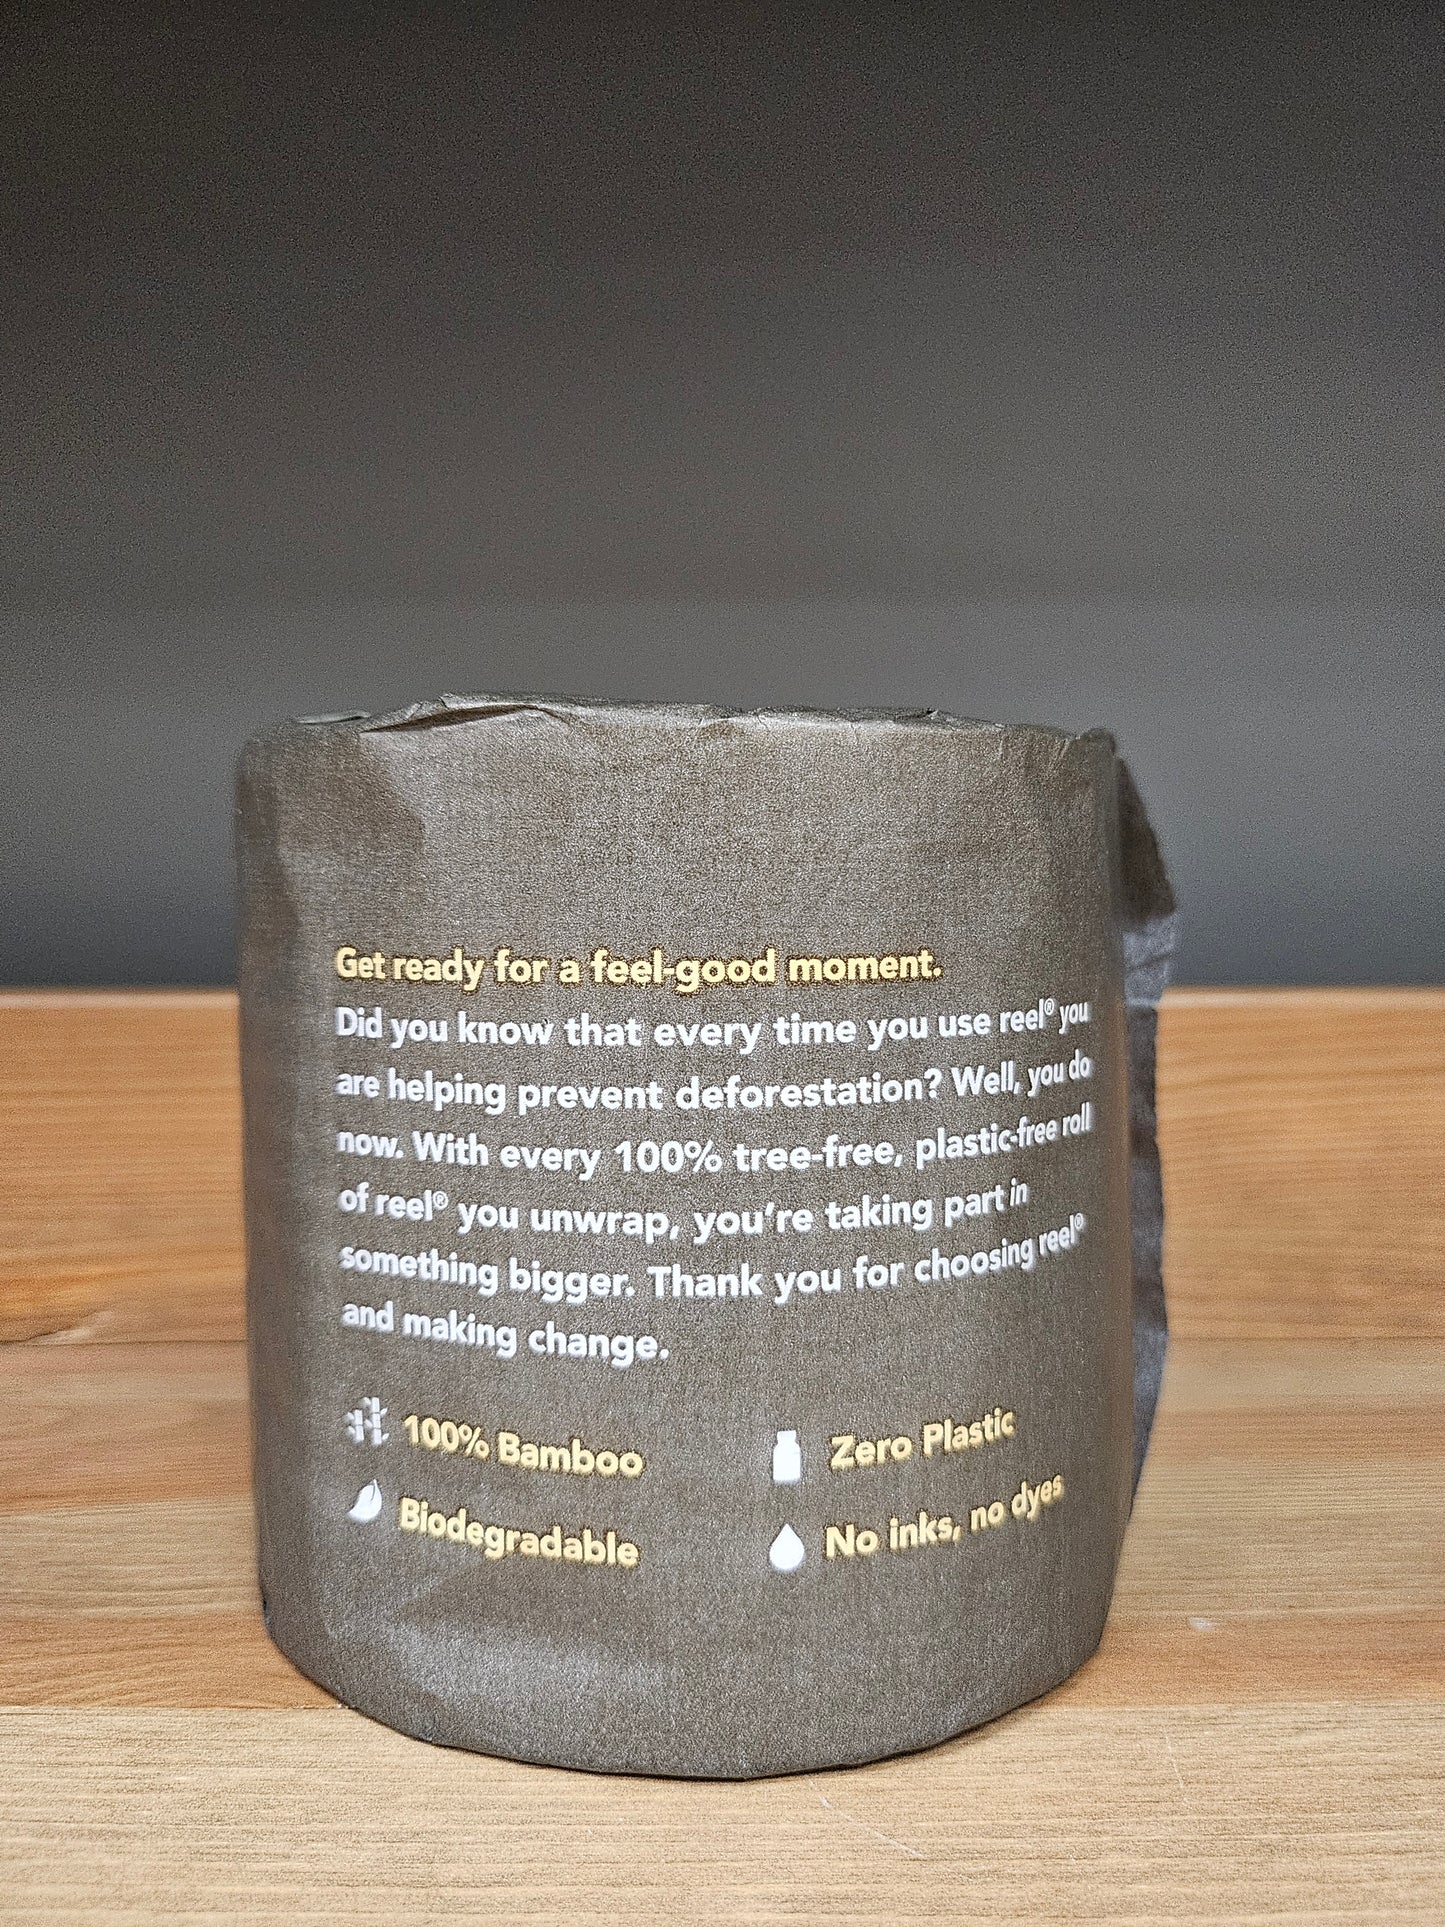 Get ready for a feel-good moment.
Did you know that every time you use reel® you
are helping prevent deforestation? Well, you do
now. With every 100% tree-free, plastic-free roll
of reel® you unwrap, you're taking part in
something bigger. Thank you for choosing reel®
and making change.
100% Bamboo
Zero Plastic
Biodegradable
No inks, no dyes